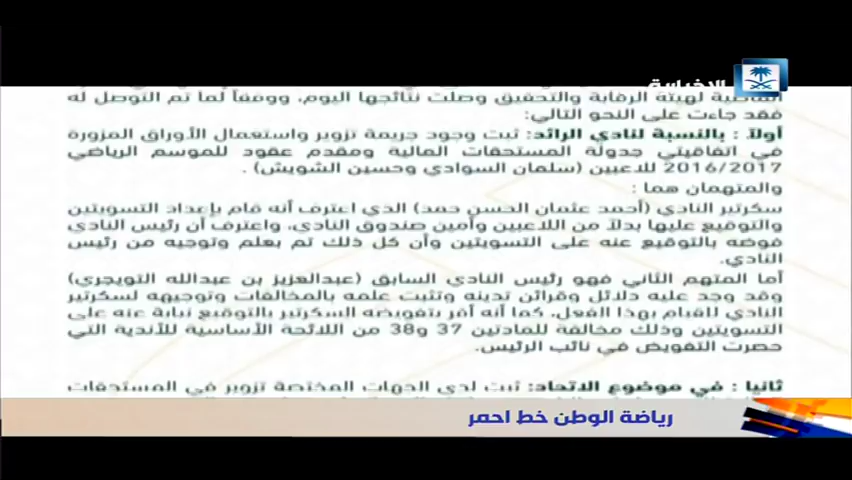 الاخبارية
لهيئة الرقابة والتحقيق وصلت نتائجها اليوم، ووفقاً لما تم التوصل له
فقد جاءت على النحو التالي:
أولاً : بالنسبة لنادي الرائد: ثبت وجود جريمة تزوير واستعمال الأوراق المزورة
في اتفاقيتي جدولة المستحقات المالية ومقدم عقود للموسم الرياضي
2016/2017 للاعبين (سلمان السوادي وحسين الشويش) .
والمتهمان هما :
سكرتير النادي (أحمد عثمان الحسن حمد) الذي اعترف أنه قام بإعداد التسويتين
والتوقيع عليها بدلاً من اللاعبين وأمين صندوق النادي، واعترف أن رئيس النادي
فوضه بالتوقيع عنه على التسويتين وأن كل ذلك تم بعلم وتوجيه من رئيس
النادي.
أما المتهم الثاني فهو رئيس النادي السابق (عبدالعزيز بن عبدالله التويجري)
وقد وجد عليه دلائل وقرائن تدينه وتثبت علمه بالمخالفات وتوجيهه لسكرتير
النادي للقيام بهذا الفعل، كما أنه أقر بتفويضه السكرتير بالتوقيع نيابة عنه على
التسويتين وذلك مخالفة للمادتين 37 و38 من اللائحة الأساسية للأندية التي
حصرت التفويض في نائب الرئيس.
ثانيا : في موضوع الاتحاد: ثبت لدى الجهات المختصة تزوير في المستحقات
رياضة الوطن خط احمر